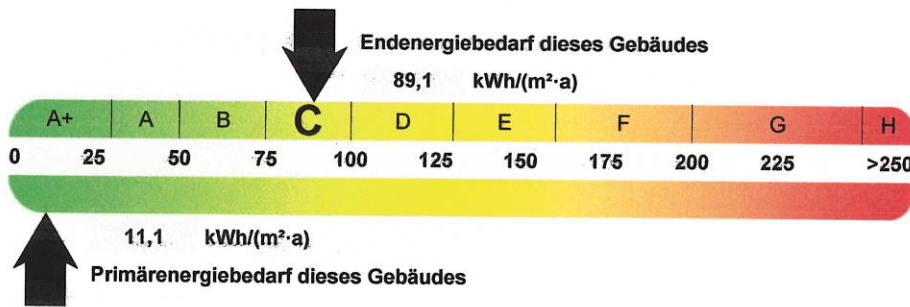 Endenergiebedarf dieses Gebäudes
89,1 kWh/(m²·a)
A+ A B C D E F G H
0 25 50 75 100 125 150 175 200 225 >250
11,1 kWh/(m²·a)
Primärenergiebedarf dieses Gebäudes